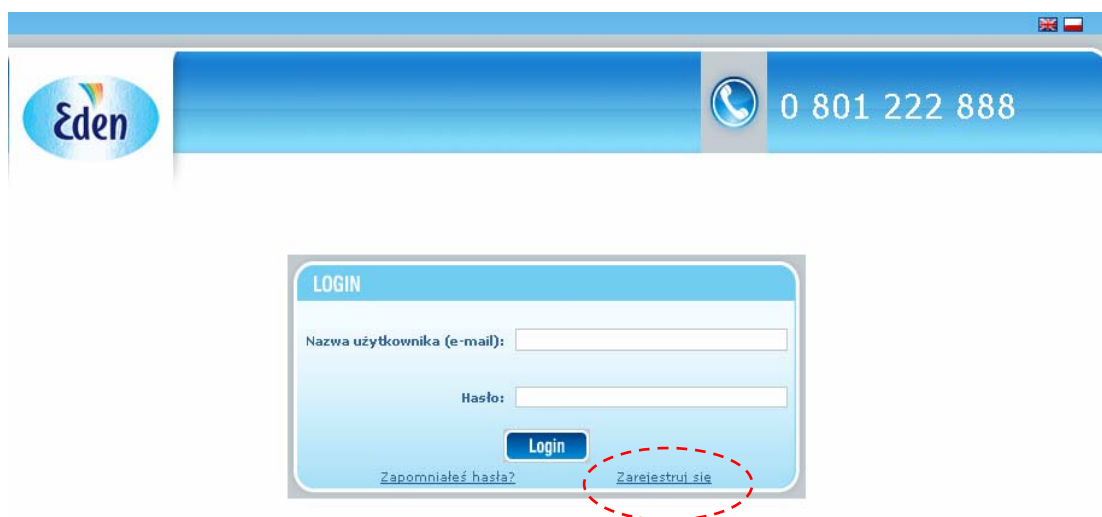 Eden
0 801 222 888
LOGIN
Nazwa użytkownika (e-mail):
Hasło:
Login
Zapomniałeś hasła? Zarejestruj się